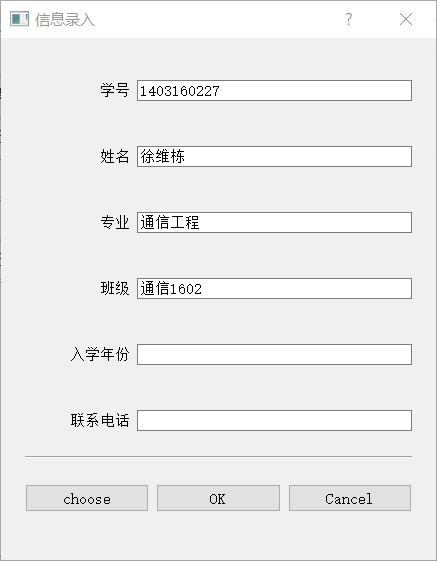 信息录入 ?
学号 1403160227
姓名 徐维栋
专业 通信工程
班级 通信1602
入学年份
联系电话
choose OK Cancel